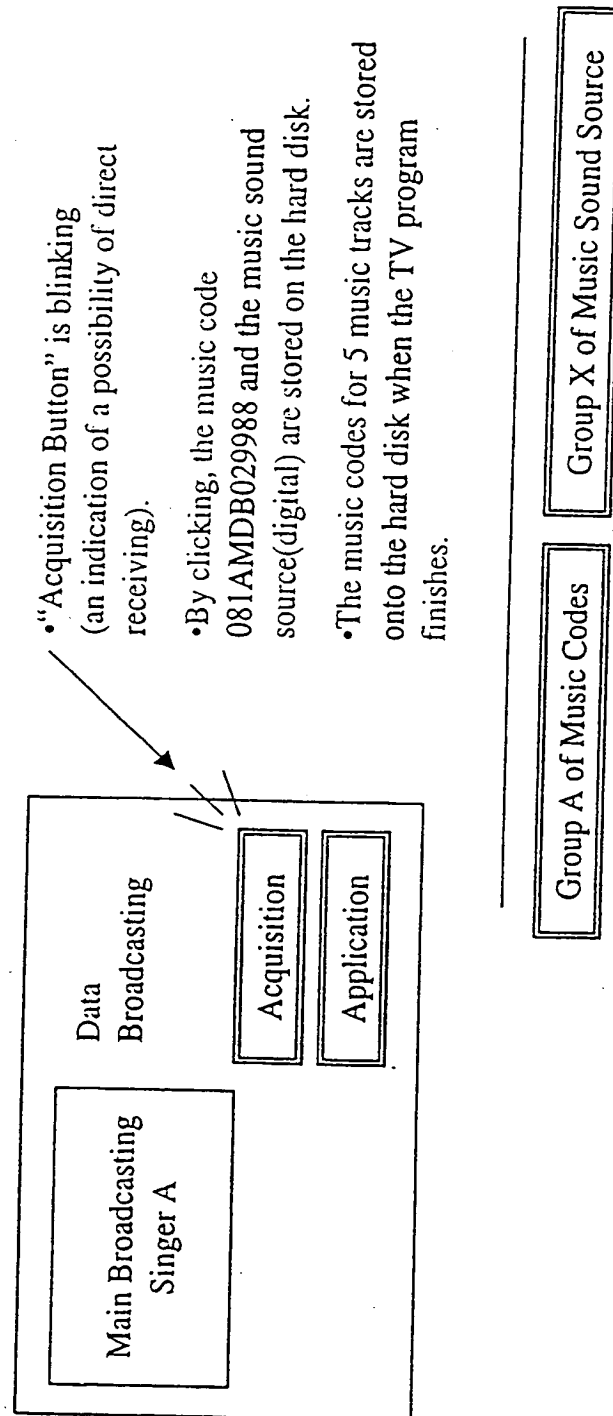 Main Broadcasting
Singer A
Data
Broadcasting
Acquisition
Application
•“Acquisition Button” is blinking
(an indication of a possibility of direct
receiving).
•By clicking, the music code
081AMDB029988 and the music sound
source(digital) are stored on the hard disk.
•The music codes for 5 music tracks are stored
onto the hard disk when the TV program
finishes.
Group A of Music Codes
Group X of Music Sound Source